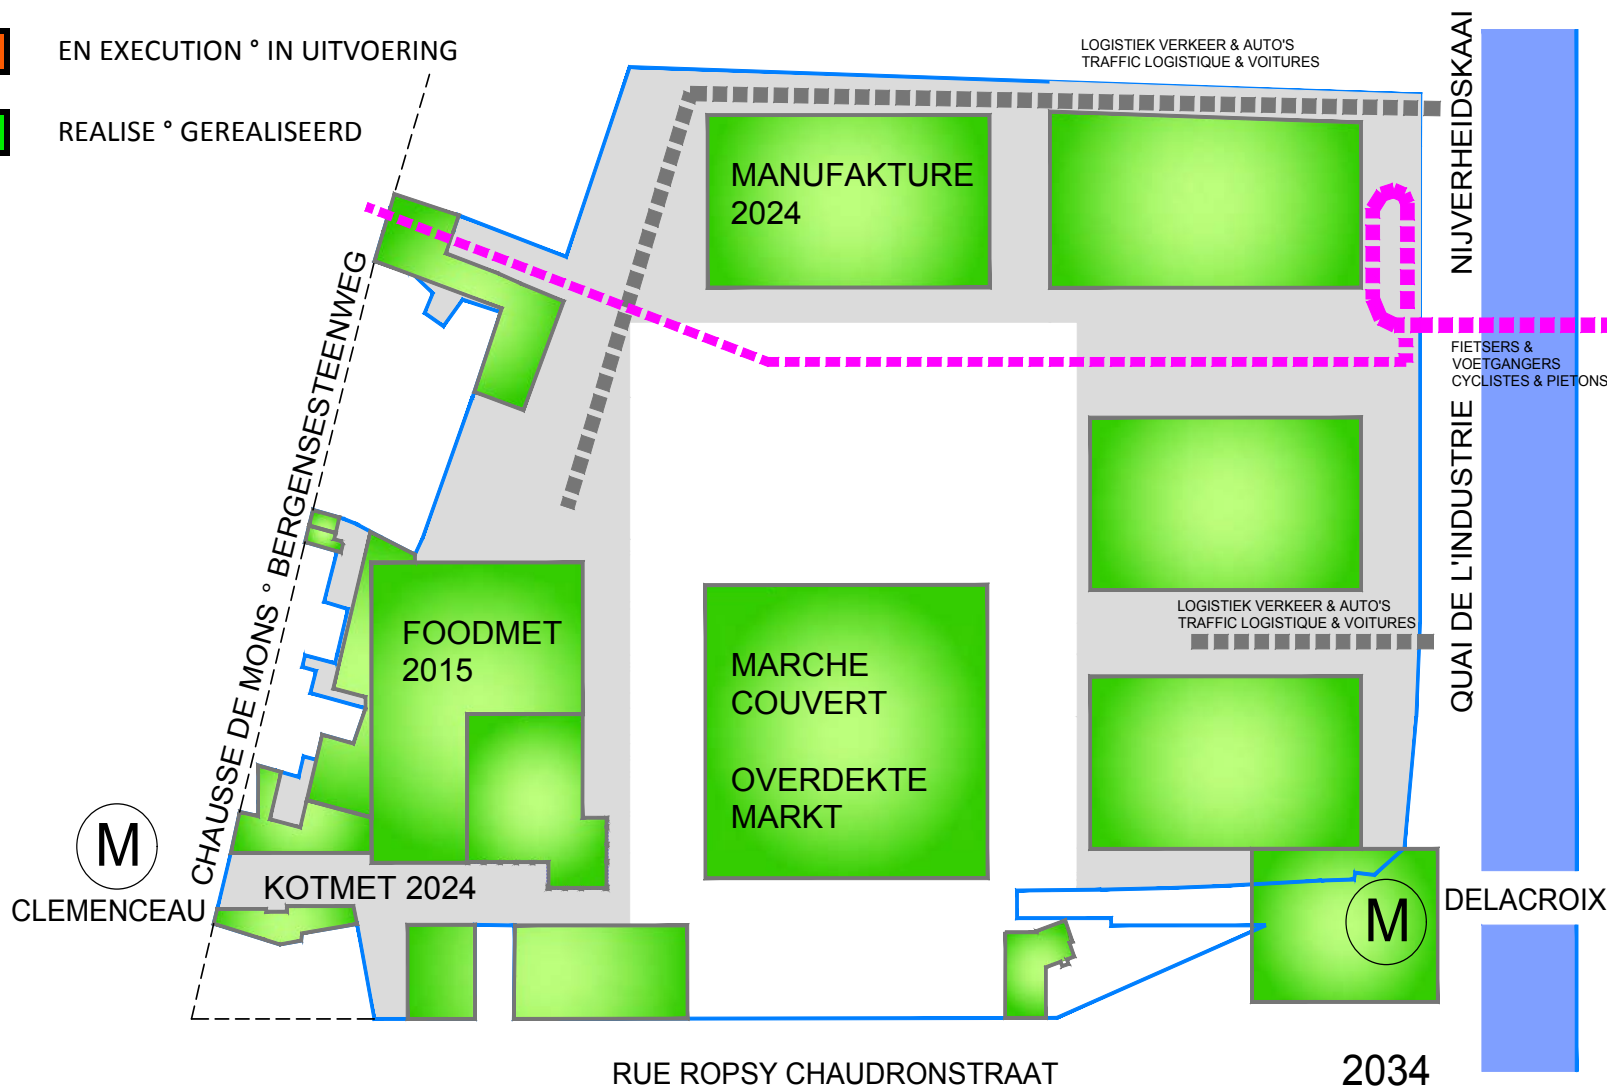 EN EXECUTION ° IN UITVOERING
REALISE ° GEREALISEERD
LOGISTIEK VERKEER & AUTO'S
TRAFFIC LOGISTIQUE & VOITURES
NIJVERHEIDSKAAI
MANUFAKTURE
2024
CHAUSSE DE MONS ° BERGENSESTEENWEG
FIETSERS &
VOETGANGERS
CYCLISTES & PIETONS
QUAI DE L'INDUSTRIE
LOGISTIEK VERKEER & AUTO'S
TRAFFIC LOGISTIQUE & VOITURES
FOODMET
2015
MARCHE
COUVERT
OVERDEKTE
MARKT
M
CLEMENCEAU
KOTMET 2024
M
DELACROIX
RUE ROPSY CHAUDRONSTRAAT
2034